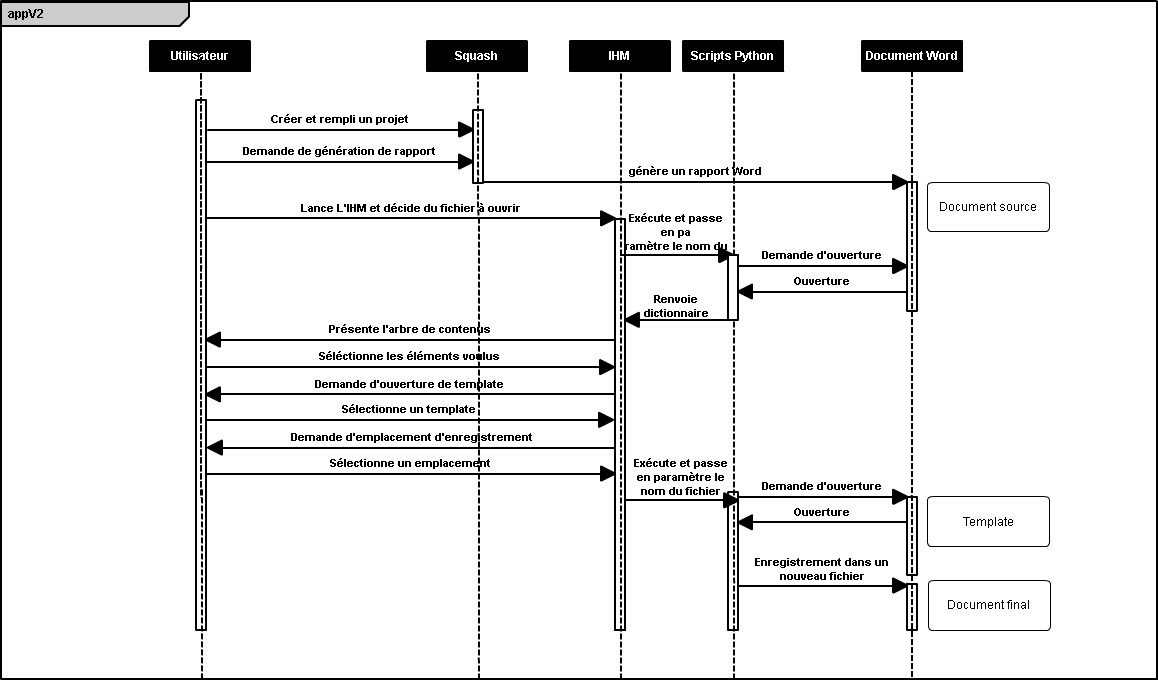 appV2
Utilisateur
Squash
IHM
Scripts Python
Document Word
Créer et rempli un projet
Demande de génération de rapport
génère un rapport Word
Document source
Lance L'IHM et décide du fichier à ouvrir
Exécute et passe
en pa
ramètre le nom du
Demande d'ouverture
Ouverture
Renvoie
dictionnaire
Présente l'arbre de contenus
Séléctionne les éléments voulus
Demande d'ouverture de template
Sélectionne un template
Demande d'emplacement d'enregistrement
Sélectionne un emplacement
Exécute et passe
en paramètre le
nom du fichier
Demande d'ouverture
Ouverture
Template
Enregistrement dans un
nouveau fichier
Document final